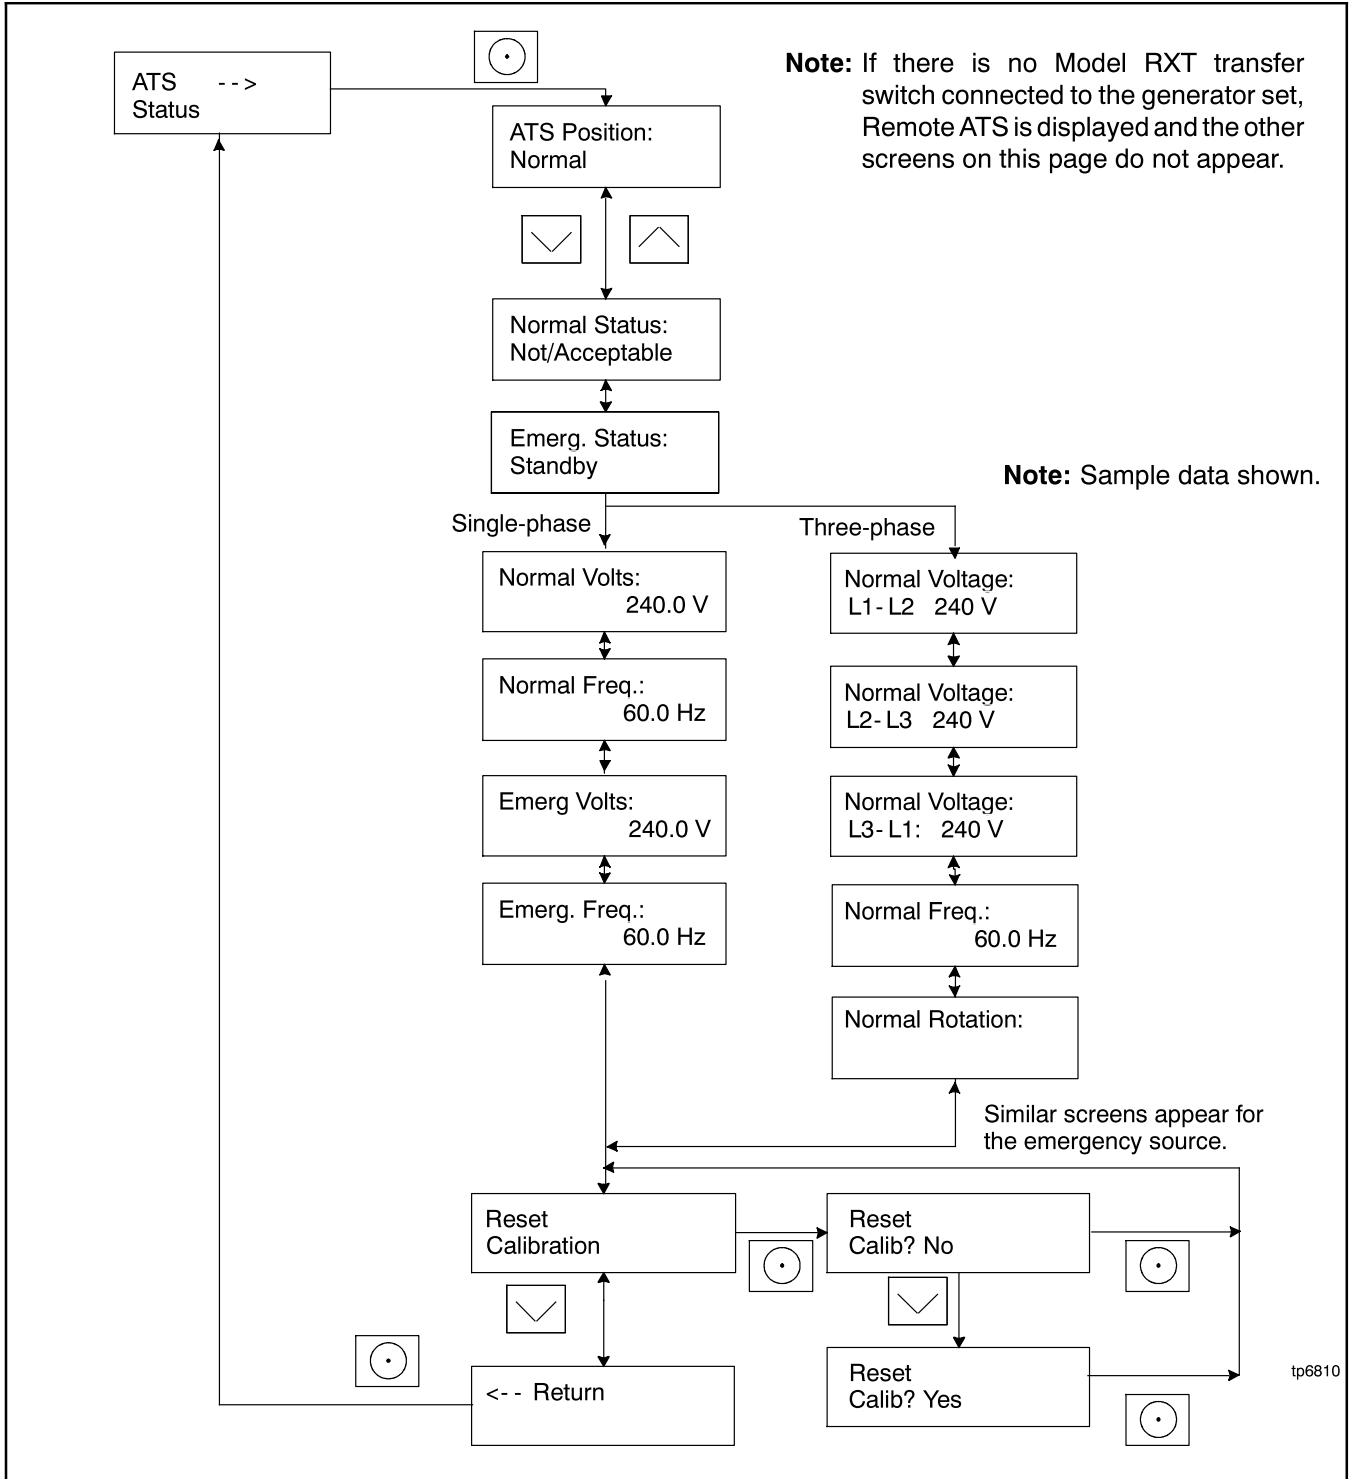 ATS -->
Status
Note: If there is no Model RXT transfer
switch connected to the generator set,
Remote ATS is displayed and the other
screens on this page do not appear.
ATS Position:
Normal
Normal Status:
Not/Acceptable
Emerg. Status:
Standby
Note: Sample data shown.
Single-phase
Three-phase
Normal Volts:
240.0 V
Normal Freq.:
60.0 Hz
Emerg Volts:
240.0 V
Emerg. Freq.:
60.0 Hz
Normal Voltage:
L1-L2 240 V
Normal Voltage:
L2-L3 240 V
Normal Voltage:
L3-L1: 240 V
Normal Freq.:
60.0 Hz
Normal Rotation:
Similar screens appear for
the emergency source.
Reset
Calibration
Reset
Calib? No
<-- Return
Reset
Calib? Yes
tp6810